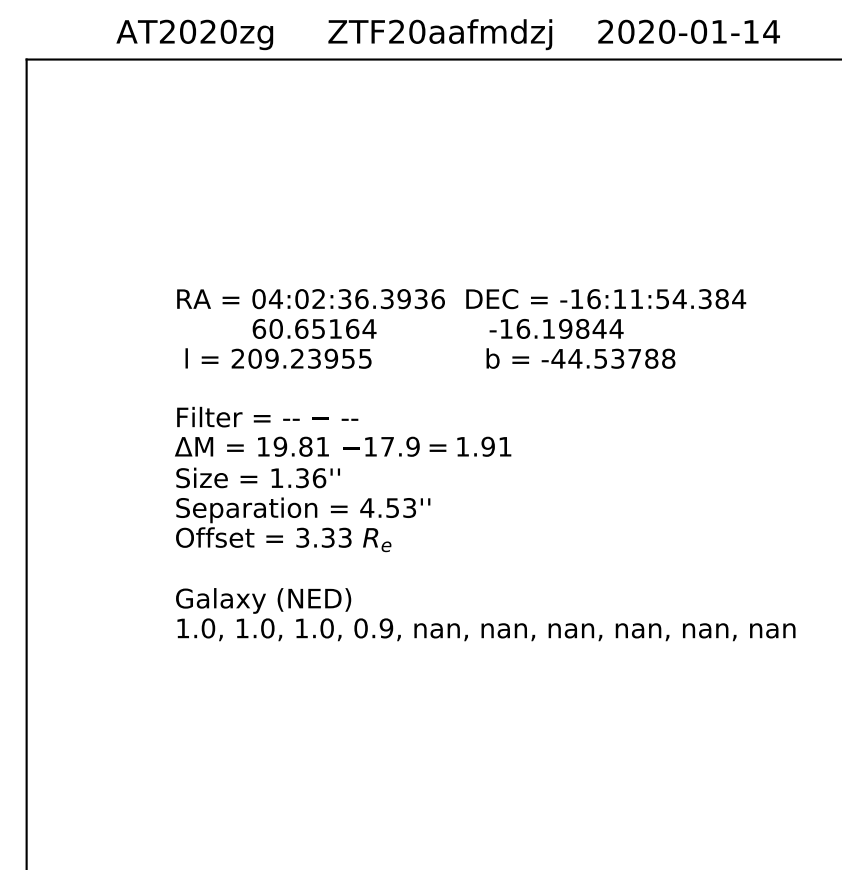 AT2020zg ZTF20aafmdzj 2020-01-14
RA = 04:02:36.3936 DEC = -16:11:54.384
60.65164 -16.19844
l = 209.23955 b = -44.53788
Filter = -- − --
ΔM = 19.81 −17.9 = 1.91
Size = 1.36''
Separation = 4.53''
Offset = 3.33 Rₑ
Galaxy (NED)
1.0, 1.0, 1.0, 0.9, nan, nan, nan, nan, nan, nan